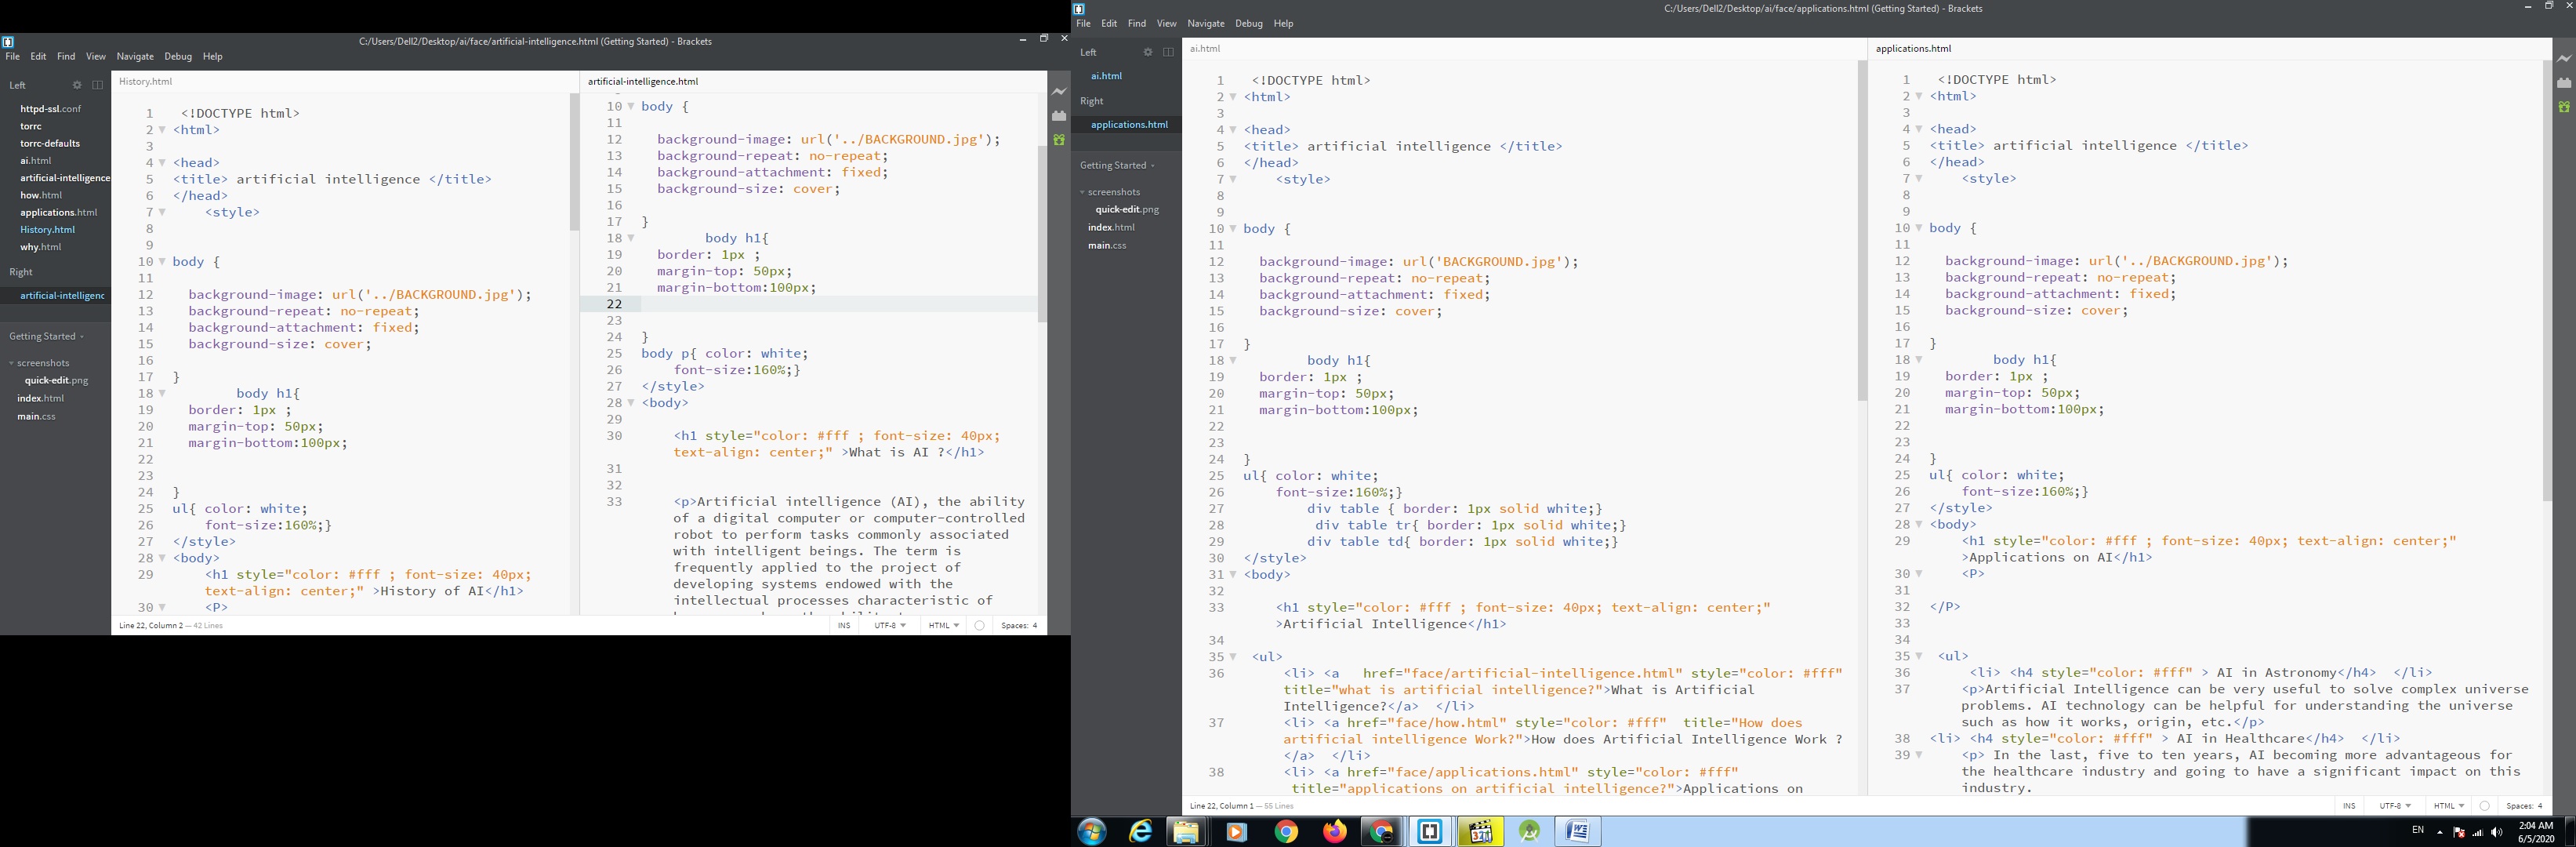 C:/Users/Dell2/Desktop/ai/face/artificial-intelligence.html (Getting Started) - Brackets
File Edit Find View Navigate Debug Help
Left
httpd-ssl.conf
torrc
torrc-defaults
ai.html
artificial-intelligence
how.html
applications.html
History.html
why.html
Right
artificial-intelligenc
Getting Started
screenshots
quick-edit.png
index.html
main.css
History.html
1 <!DOCTYPE html>
2 <html>
3
4 <head>
5 <title> artificial intelligence </title>
6 </head>
7 <style>
8
9
10 body {
11
12 background-image: url('../BACKGROUND.jpg');
13 background-repeat: no-repeat;
14 background-attachment: fixed;
15 background-size: cover;
16
17 }
18 body h1{
19 border: 1px ;
20 margin-top: 50px;
21 margin-bottom:100px;
22
23
24 }
25 ul{ color: white;
26 font-size:160%;}
27 </style>
28 <body>
29 <h1 style="color: #fff ; font-size: 40px;
text-align: center;" >History of AI</h1>
30 <P>
artificial-intelligence.html
10 body {
11
12 background-image: url('../BACKGROUND.jpg');
13 background-repeat: no-repeat;
14 background-attachment: fixed;
15 background-size: cover;
16
17 }
18 body h1{
19 border: 1px ;
20 margin-top: 50px;
21 margin-bottom:100px;
22
23
24 }
25 body p{ color: white;
26 font-size:160%;}
27 </style>
28 <body>
29
30 <h1 style="color: #fff ; font-size: 40px;
text-align: center;" >What is AI ?</h1>
31
32
33 <p>Artificial intelligence (AI), the ability
of a digital computer or computer-controlled
robot to perform tasks commonly associated
with intelligent beings. The term is
frequently applied to the project of
developing systems endowed with the
intellectual processes characteristic of
Line 22, Column 2 — 42 Lines
INS UTF-8 HTML Spaces: 4
C:/Users/Dell2/Desktop/ai/face/applications.html (Getting Started) - Brackets
File Edit Find View Navigate Debug Help
Left
ai.html
Right
applications.html
Getting Started
screenshots
quick-edit.png
index.html
main.css
ai.html
1 <!DOCTYPE html>
2 <html>
3
4 <head>
5 <title> artificial intelligence </title>
6 </head>
7 <style>
8
9
10 body {
11
12 background-image: url('BACKGROUND.jpg');
13 background-repeat: no-repeat;
14 background-attachment: fixed;
15 background-size: cover;
16
17 }
18 body h1{
19 border: 1px ;
20 margin-top: 50px;
21 margin-bottom:100px;
22
23
24 }
25 ul{ color: white;
26 font-size:160%;}
27 div table { border: 1px solid white;}
28 div table tr{ border: 1px solid white;}
29 div table td{ border: 1px solid white;}
30 </style>
31 <body>
32
33 <h1 style="color: #fff ; font-size: 40px; text-align: center;"
>Artificial Intelligence</h1>
34
35 <ul>
36 <li> <a href="face/artificial-intelligence.html" style="color: #fff"
title="what is artificial intelligence?">What is Artificial
Intelligence?</a> </li>
37 <li> <a href="face/how.html" style="color: #fff" title="How does
artificial intelligence Work?">How does Artificial Intelligence Work ?
</a> </li>
38 <li> <a href="face/applications.html" style="color: #fff"
title="applications on artificial intelligence?">Applications on
applications.html
1 <!DOCTYPE html>
2 <html>
3
4 <head>
5 <title> artificial intelligence </title>
6 </head>
7 <style>
8
9
10 body {
11
12 background-image: url('../BACKGROUND.jpg');
13 background-repeat: no-repeat;
14 background-attachment: fixed;
15 background-size: cover;
16
17 }
18 body h1{
19 border: 1px ;
20 margin-top: 50px;
21 margin-bottom:100px;
22
23
24 }
25 ul{ color: white;
26 font-size:160%;}
27 </style>
28 <body>
29 <h1 style="color: #fff ; font-size: 40px; text-align: center;"
>Applications on AI</h1>
30 <P>
31
32 </P>
33
34
35 <ul>
36 <li> <h4 style="color: #fff" > AI in Astronomy</h4> </li>
37 <p>Artificial Intelligence can be very useful to solve complex universe
problems. AI technology can be helpful for understanding the universe
such as how it works, origin, etc.</p>
38 <li> <h4 style="color: #fff" > AI in Healthcare</h4> </li>
39 <p> In the last, five to ten years, AI becoming more advantageous for
the healthcare industry and going to have a significant impact on this
industry.
Line 22, Column 1 — 55 Lines
INS UTF-8 HTML Spaces: 4
EN
2:04 AM
6/5/2020